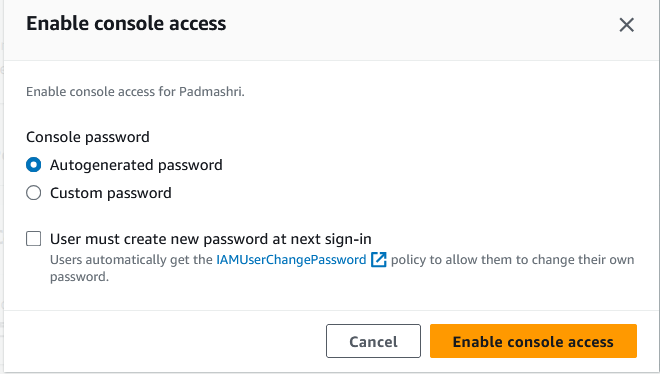 Enable console access
Enable console access for Padmashri.
Console password
Autogenerated password
Custom password
User must create new password at next sign-in
Users automatically get the IAMUserChangePassword policy to allow them to change their own
password.
Cancel
Enable console access